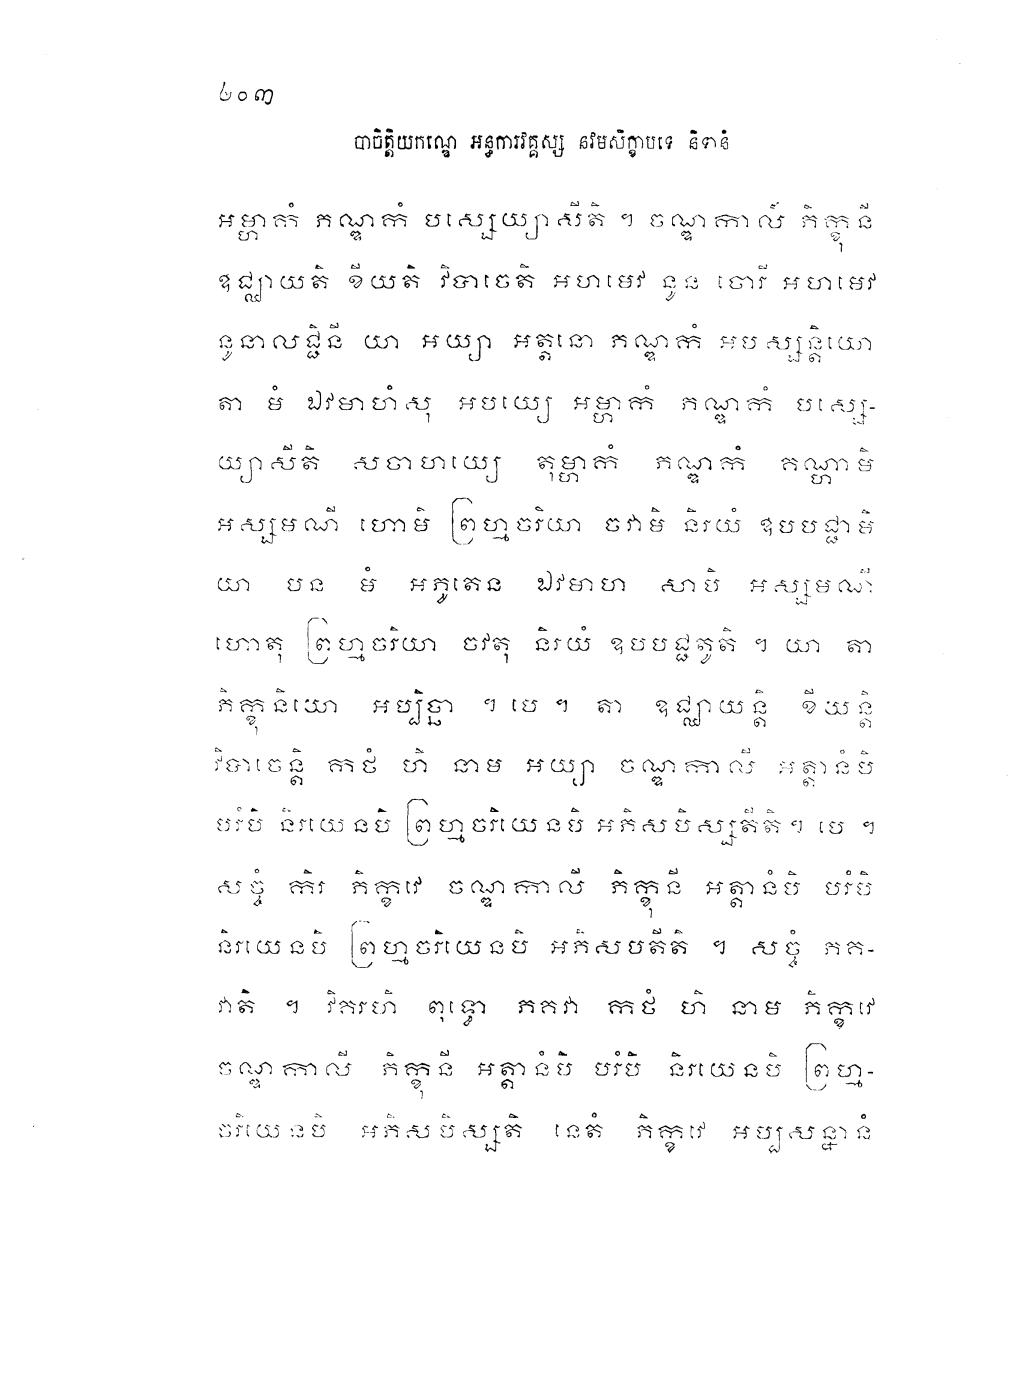 ៤០៣
បាចិត្តិយកណ្ឌេ អន្ធការវគ្គស្ស នវមសិក្ខាបទេ និទានំ
អម្ហាកំ ភណ្ឌកំ បស្សេយ្យាសីតិ ។ ចណ្ឌកាលី ភិក្ខុនី
ឧជ្ឈាយតិ ខីយតិ វិបាចេតិ អហមេវ នូន ចោរី អហមេវ
នូនាលជ្ជិនី យា អយ្យា អត្តនោ ភណ្ឌកំ អបស្សន្តិយោ
តា មំ ឯវមាហំសុ អបយ្យេ អម្ហាកំ ភណ្ឌកំ បស្សេ-
យ្យាសីតិ សចាហយ្យេ តុម្ហាកំ ភណ្ឌកំ គណ្ហាមិ
អស្សមណី ហោមិ ព្រហ្មចរិយា ចវាមិ និរយំ ឧបបជ្ជាមិ
យា បន មំ អភូតេន ឯវមាហ សាបិ អស្សមណី
ហោតុ ព្រហ្មចរិយា ចវតុ និរយំ ឧបបជ្ជតូតិ ។ យា តា
ភិក្ខុនិយោ អប្បិច្ឆា ។ បេ ។ តា ឧជ្ឈាយន្តិ ខីយន្តិ
វិបាចេន្តិ កថំ ហិ នាម អយ្យា ចណ្ឌកាលី អត្តានំបិ
បរំបិ និរយេនបិ ព្រហ្មចរិយេនបិ អភិសបិស្សតីតិ ។ បេ ។
សច្ចំ កិរ ភិក្ខវេ ចណ្ឌកាលី ភិក្ខុនី អត្តានំបិ បរំបិ
និរយេនបិ ព្រហ្មចរិយេនបិ អភិសបតីតិ ។ សច្ចំ ភគ-
វាតិ ។ វិគរហិ ពុទ្ធោ ភគវា កថំ ហិ នាម ភិក្ខវេ
ចណ្ឌកាលី ភិក្ខុនី អត្តានំបិ បរំបិ និរយេនបិ ព្រហ្ម-
ចរិយេនបិ អភិសបិស្សតិ នេតំ ភិក្ខវេ អប្បសន្នានំ